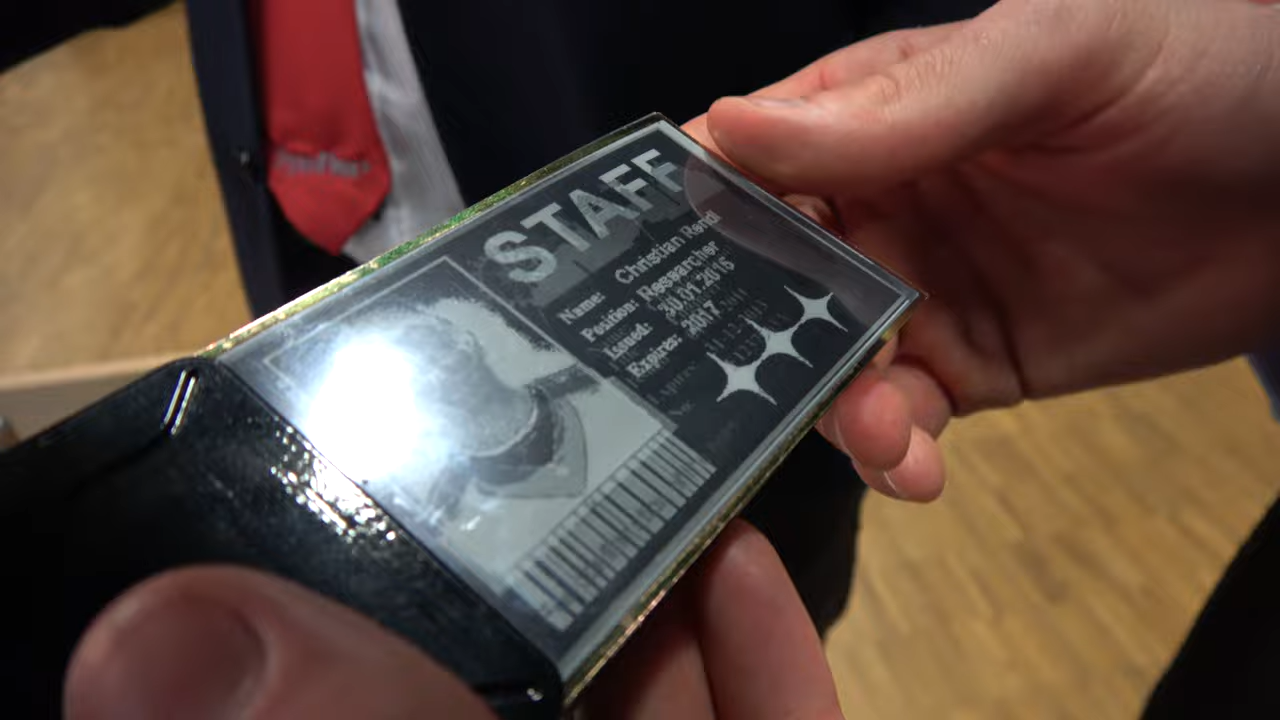 STAFF
Name: Christian Rendl
Position: Researcher
Issued: 30.01.2016
Expires: 2017